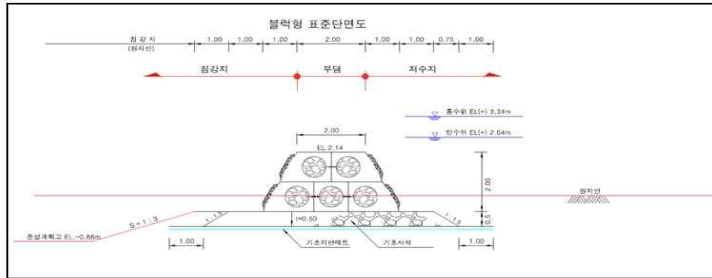 블럭형 표준단면도
침 강 지
(원지반)
1.00 1.00 1.00 2.00 1.00 1.00 0.75 1.00
침강지 부댐 저수지
홍수위 EL(+) 3.34m
만수위 EL(+) 2.64m
2.00
EL.2.14
2.00
원지반
S=1:3
1:1.5
t=0.50
1:1.5
0.5
준설계획고 EL.-0.86m
1.00
기초지반매트
기초사석
1.00